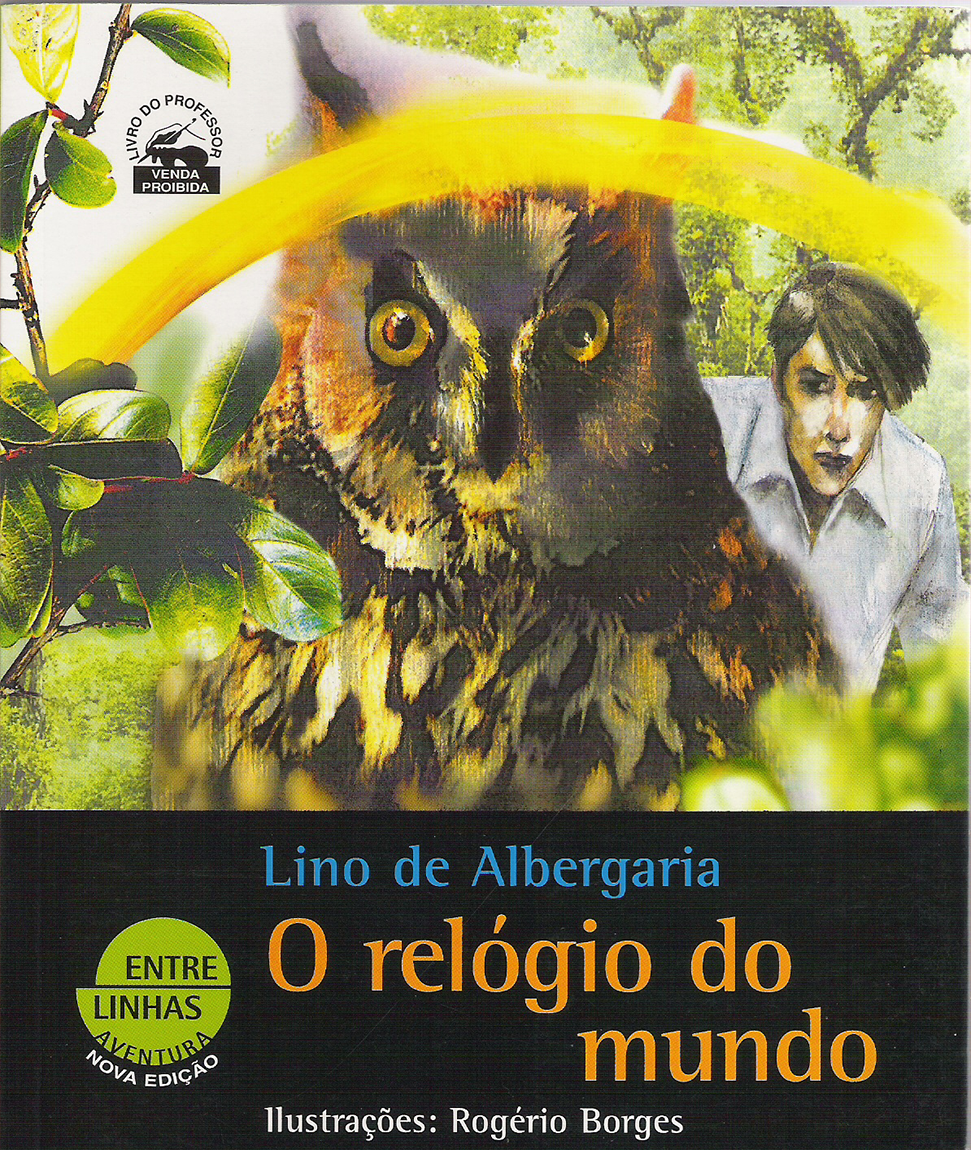 LIVRO DO PROFESSOR
VENDA
PROIBIDA
Lino de Albergaria
O relógio do
mundo
ENTRE
LINHAS
AVENTURA
NOVA EDIÇÃO
Ilustrações: Rogério Borges